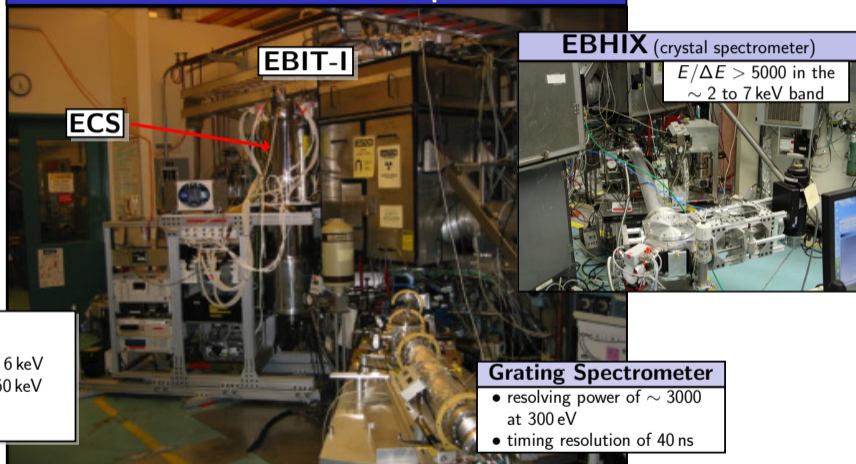 EBIT-I
ECS
EBHIX (crystal spectrometer)
E/ΔE > 5000 in the
∼ 2 to 7 keV band
6 keV
50 keV
Grating Spectrometer
• resolving power of ∼ 3000
at 300 eV
• timing resolution of 40 ns